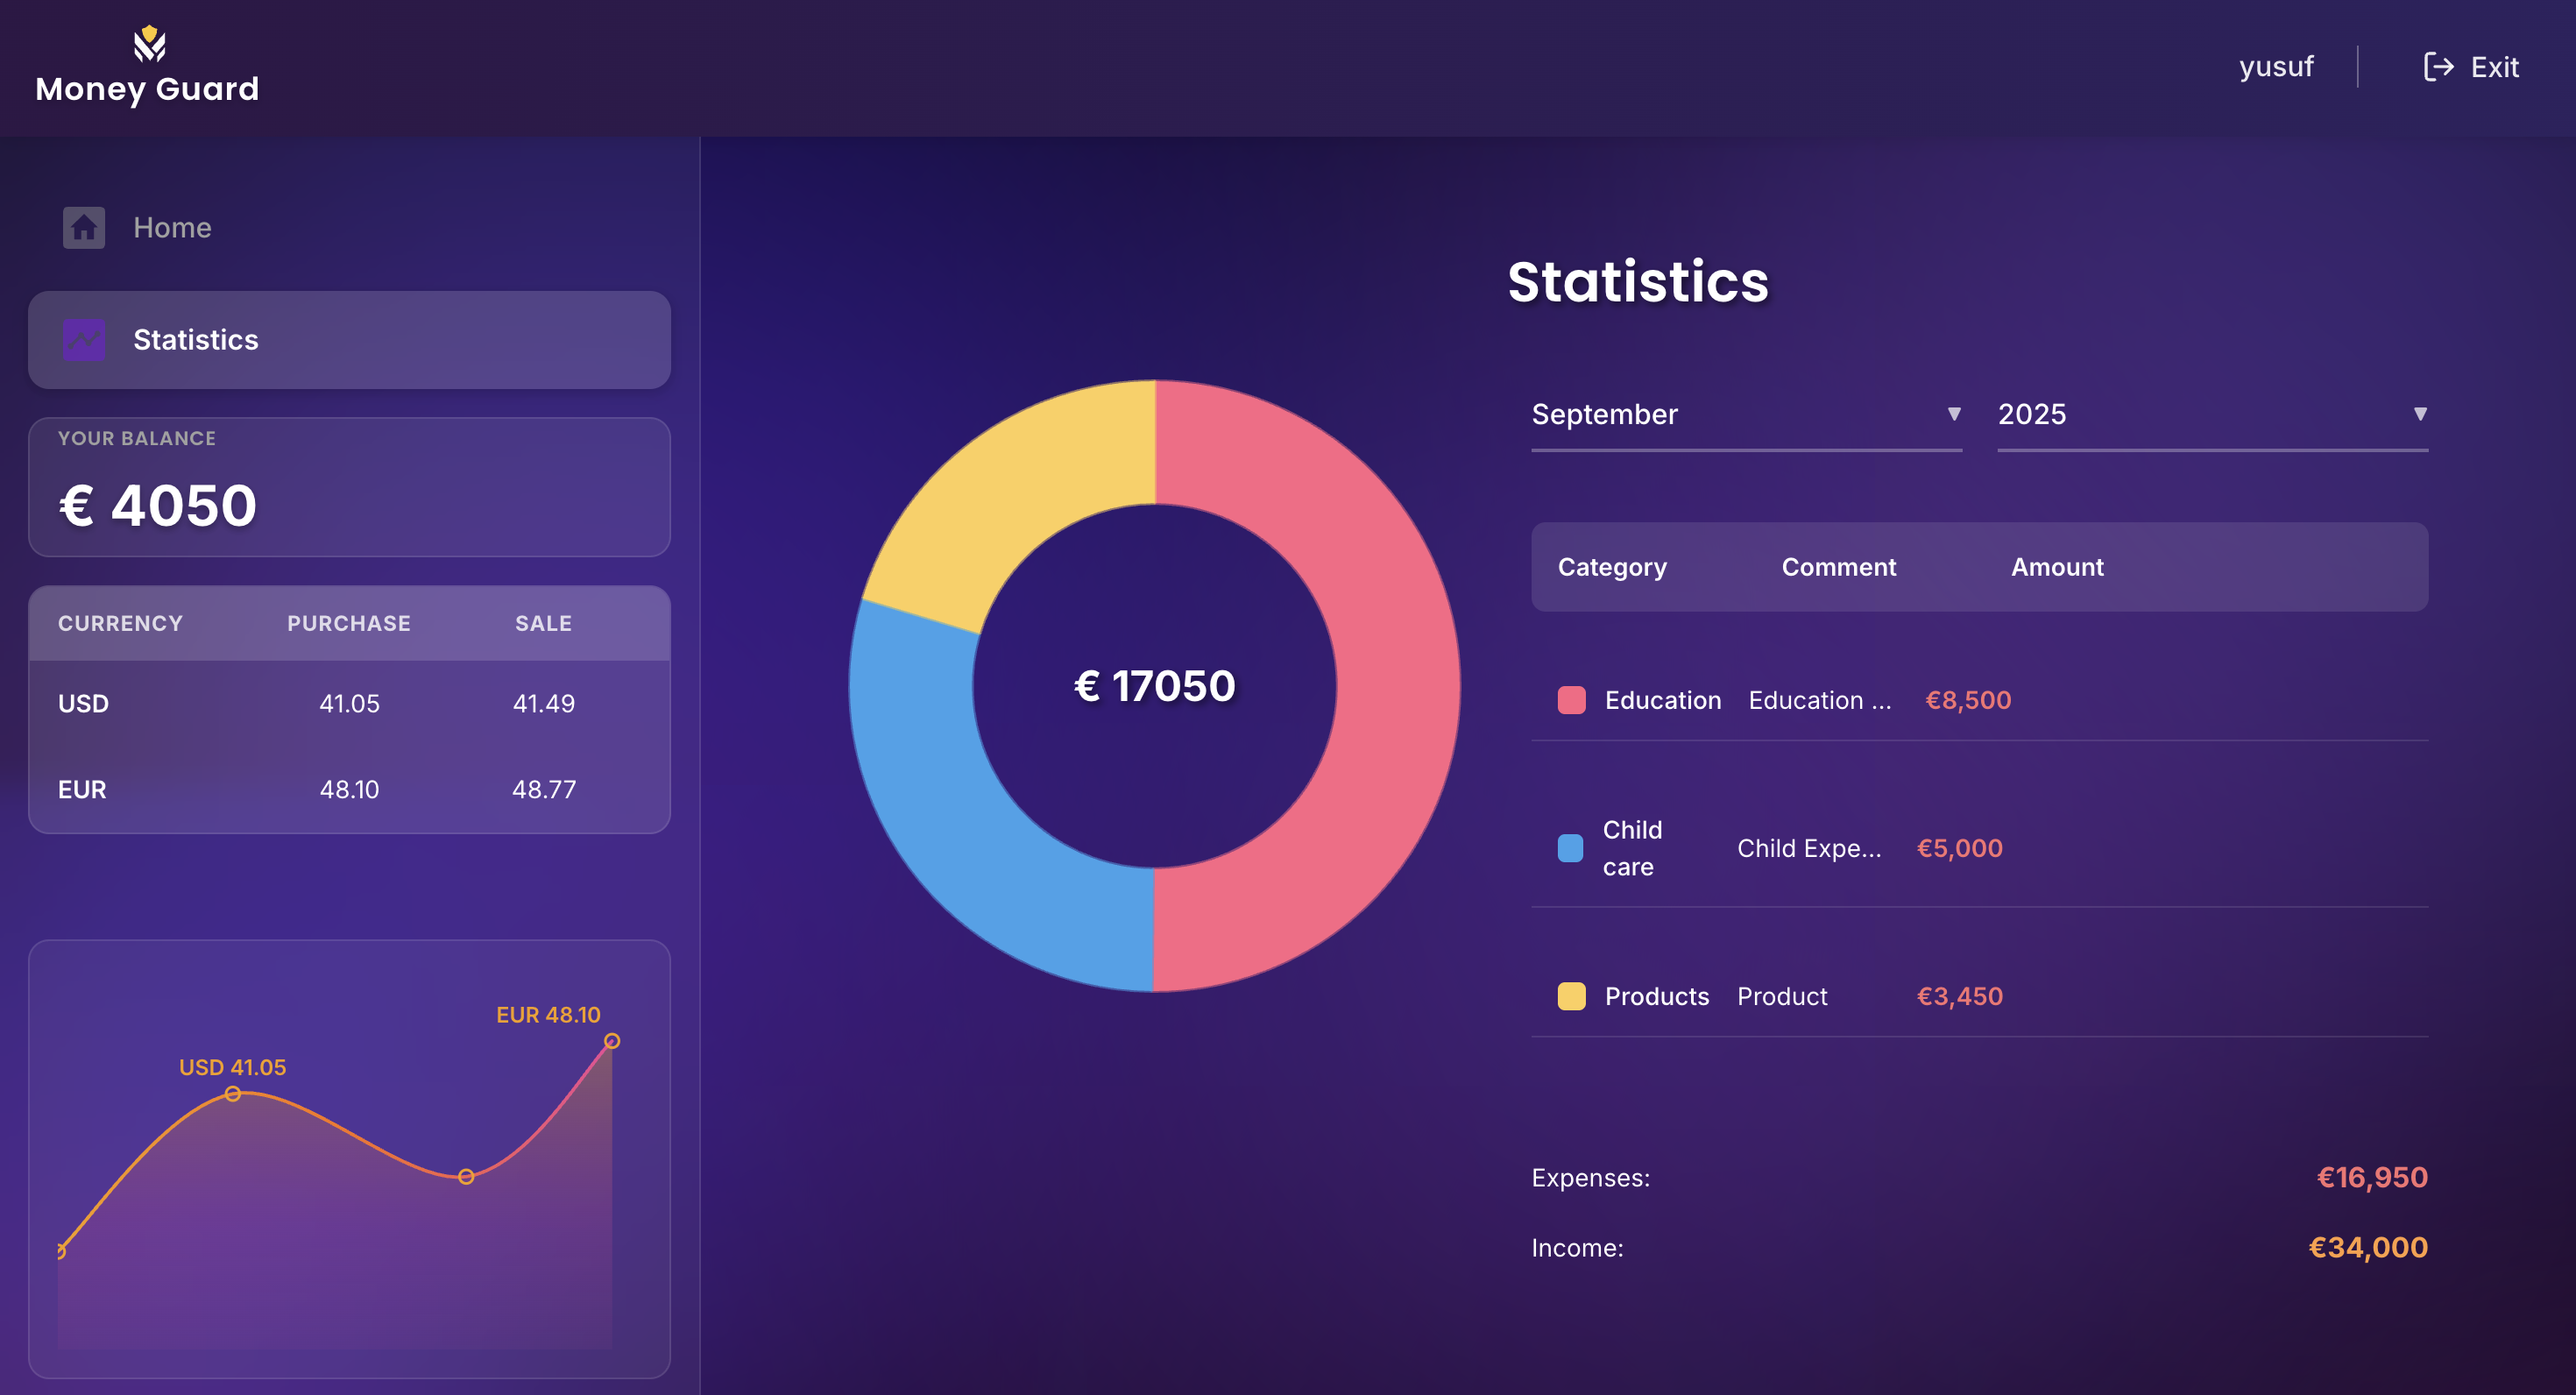 Money Guard
yusuf
Exit
Home
Statistics
YOUR BALANCE
€ 4050
CURRENCY PURCHASE SALE
USD 41.05 41.49
EUR 48.10 48.77
EUR 48.10
USD 41.05
Statistics
€ 17050
September 2025
Category Comment Amount
Education Education ... €8,500
Child
care
Child Expe... €5,000
Products Product €3,450
Expenses: €16,950
Income: €34,000